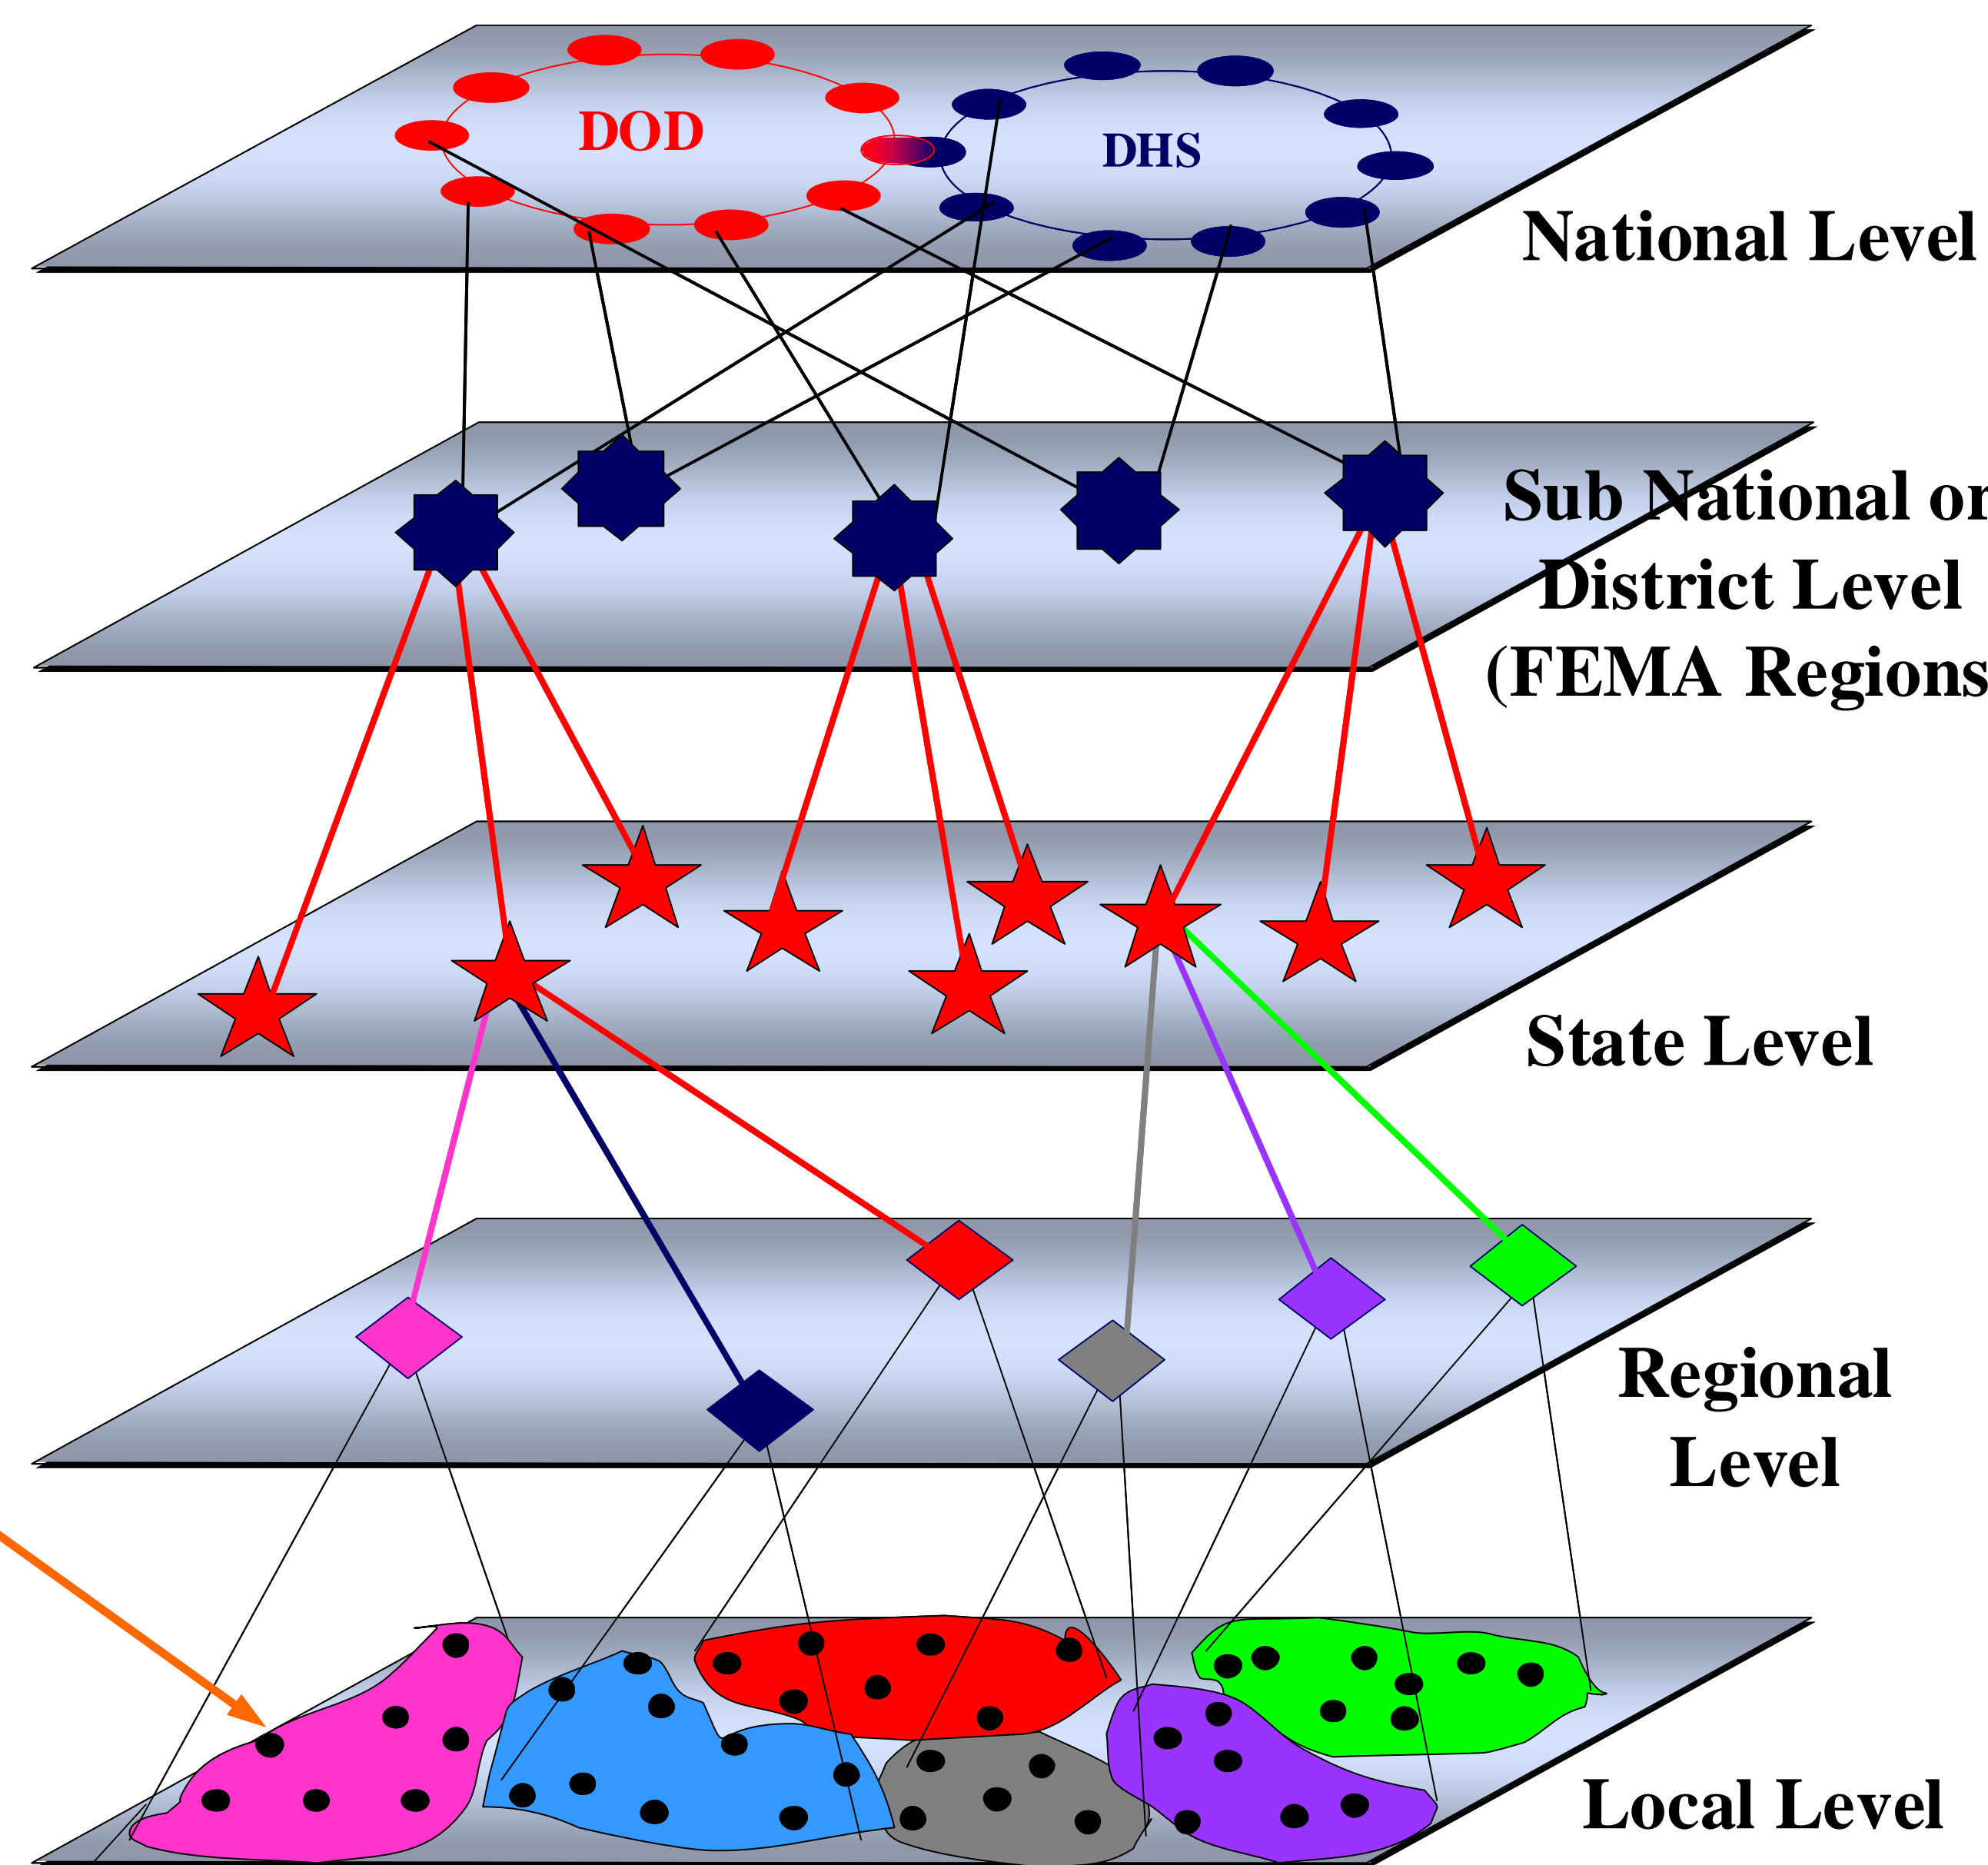 DOD
DHS
National Level
Sub National or
District Level
(FEMA Regions
State Level
Regional
Level
Local Level